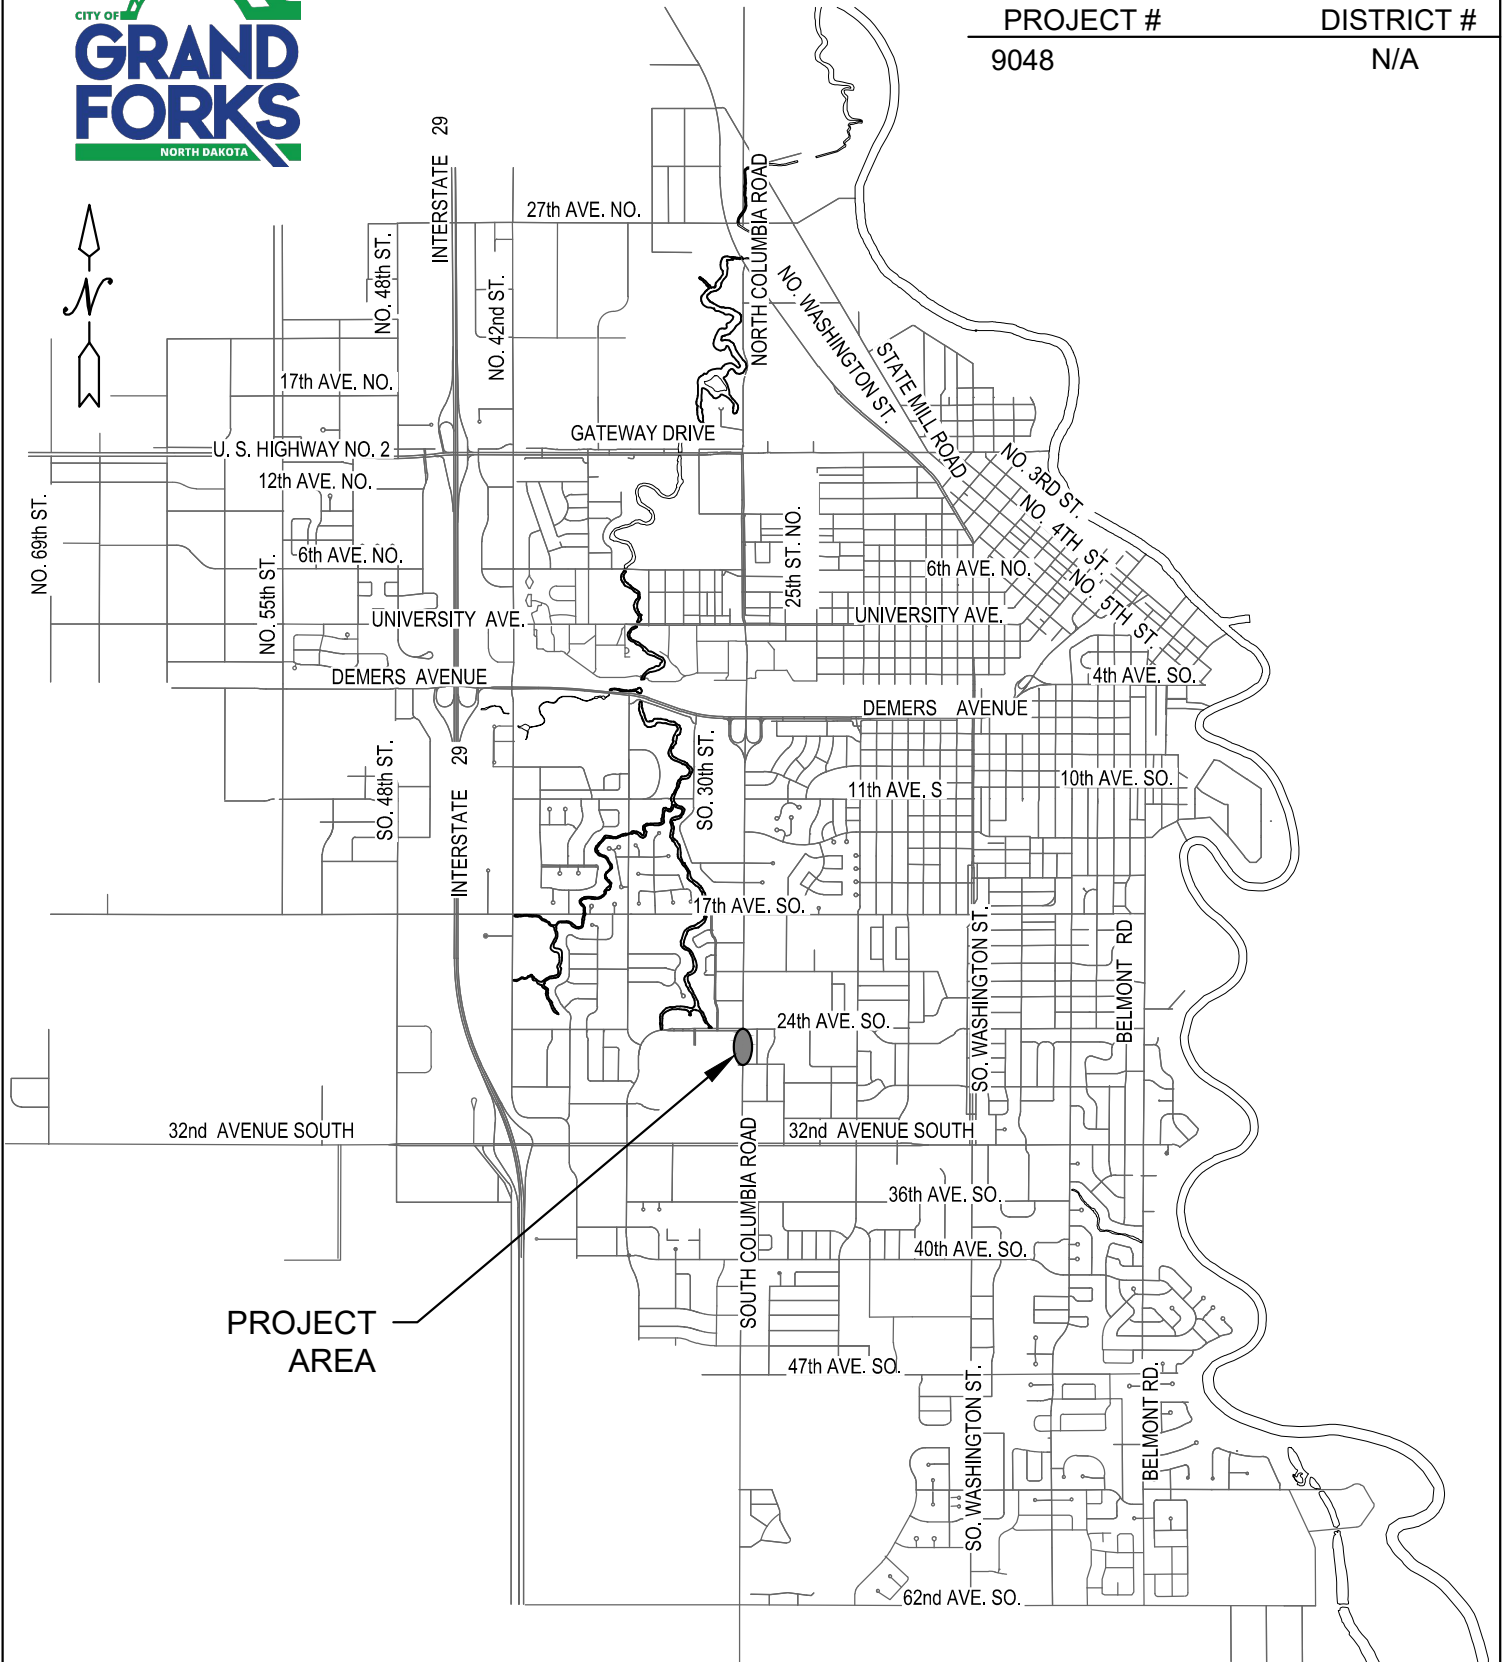 CITY OF
GRAND
FORKS
NORTH DAKOTA
PROJECT # DISTRICT #
9048 N/A
N
INTERSTATE 29
27th AVE. NO.
NORTH COLUMBIA ROAD
NO. 48th ST.
NO. 42nd ST.
NO. WASHINGTON ST.
STATE MILL ROAD
17th AVE. NO.
GATEWAY DRIVE
U. S. HIGHWAY NO. 2
12th AVE. NO.
NO. 3RD ST.
NO. 4TH ST.
NO. 5TH ST.
NO. 69th ST.
6th AVE. NO.
25th ST. NO.
6th AVE. NO.
NO. 55th ST.
UNIVERSITY AVE.
UNIVERSITY AVE.
DEMERS AVENUE
4th AVE. SO.
DEMERS AVENUE
SO. 48th ST.
INTERSTATE 29
SO. 30th ST.
11th AVE. S
10th AVE. SO.
17th AVE. SO.
SO. WASHINGTON ST.
BELMONT RD
24th AVE. SO.
32nd AVENUE SOUTH
32nd AVENUE SOUTH
SOUTH COLUMBIA ROAD
36th AVE. SO.
40th AVE. SO.
PROJECT
AREA
47th AVE. SO.
SO. WASHINGTON ST.
BELMONT RD.
62nd AVE. SO.